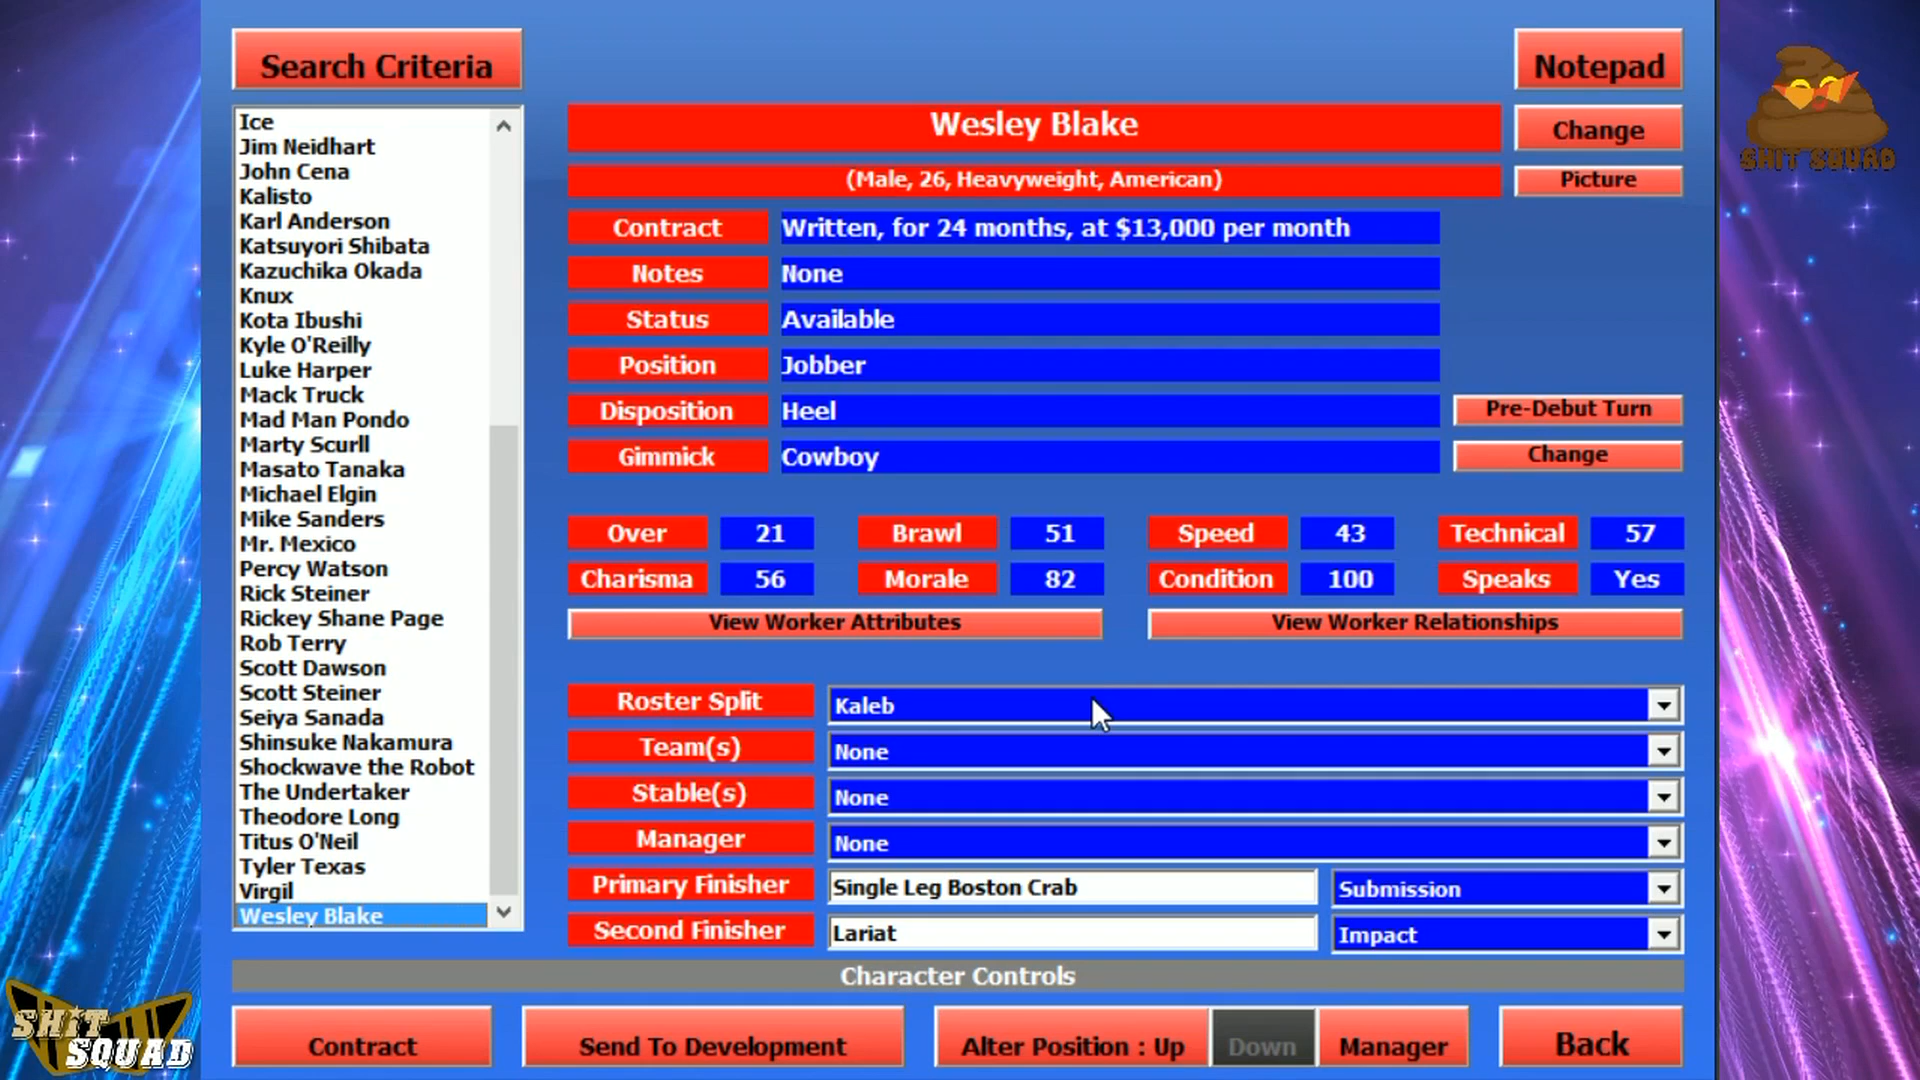 Search Criteria
Notepad
Ice
Jim Neidhart
John Cena
Kalisto
Karl Anderson
Katsuyori Shibata
Kazuchika Okada
Knux
Kota Ibushi
Kyle O'Reilly
Luke Harper
Mack Truck
Mad Man Pondo
Marty Scurll
Masato Tanaka
Michael Elgin
Mike Sanders
Mr. Mexico
Percy Watson
Rick Steiner
Rickey Shane Page
Rob Terry
Scott Dawson
Scott Steiner
Seiya Sanada
Shinsuke Nakamura
Shockwave the Robot
The Undertaker
Theodore Long
Titus O'Neil
Tyler Texas
Virgil
Wesley Blake
Wesley Blake
Change
(Male, 26, Heavyweight, American)
Picture
Contract Written, for 24 months, at $13,000 per month
Notes None
Status Available
Position Jobber
Disposition Heel Pre-Debut Turn
Gimmick Cowboy Change
Over 21 Brawl 51 Speed 43 Technical 57
Charisma 56 Morale 82 Condition 100 Speaks Yes
View Worker Attributes View Worker Relationships
Roster Split Kaleb
Team(s) None
Stable(s) None
Manager None
Primary Finisher Single Leg Boston Crab Submission
Second Finisher Lariat Impact
Character Controls
Contract Send To Development Alter Position : Up Down Manager Back
SHIT SQUAD
SHIT
SQUAD